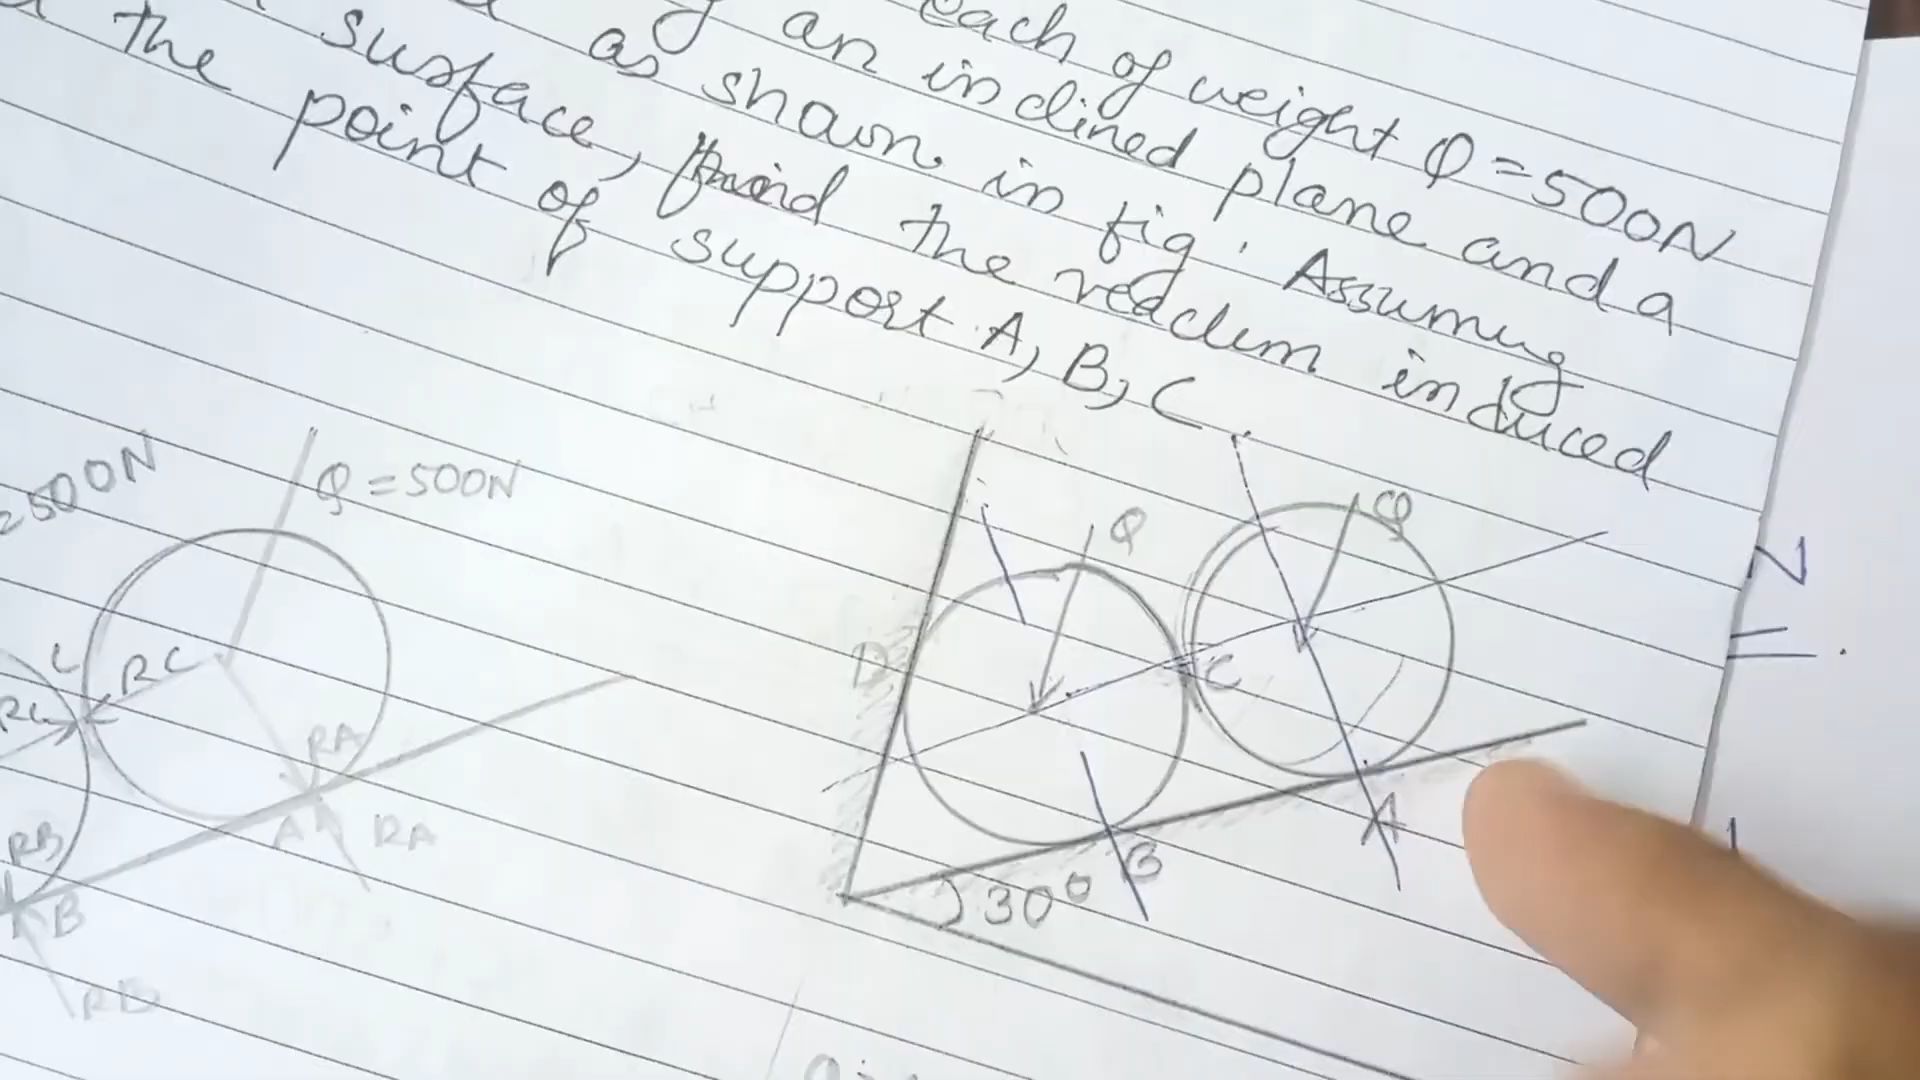 each of weight Q = 500N
an inclined plane and a
as shown in fig. Assuming
surface, find the reaction induced
the point of support A, B, C
=500N
Q = 500N
Q
Q
C
RC
RC
D
C
RA
A
RA
A
RB
B
B
30°
RB
N
=